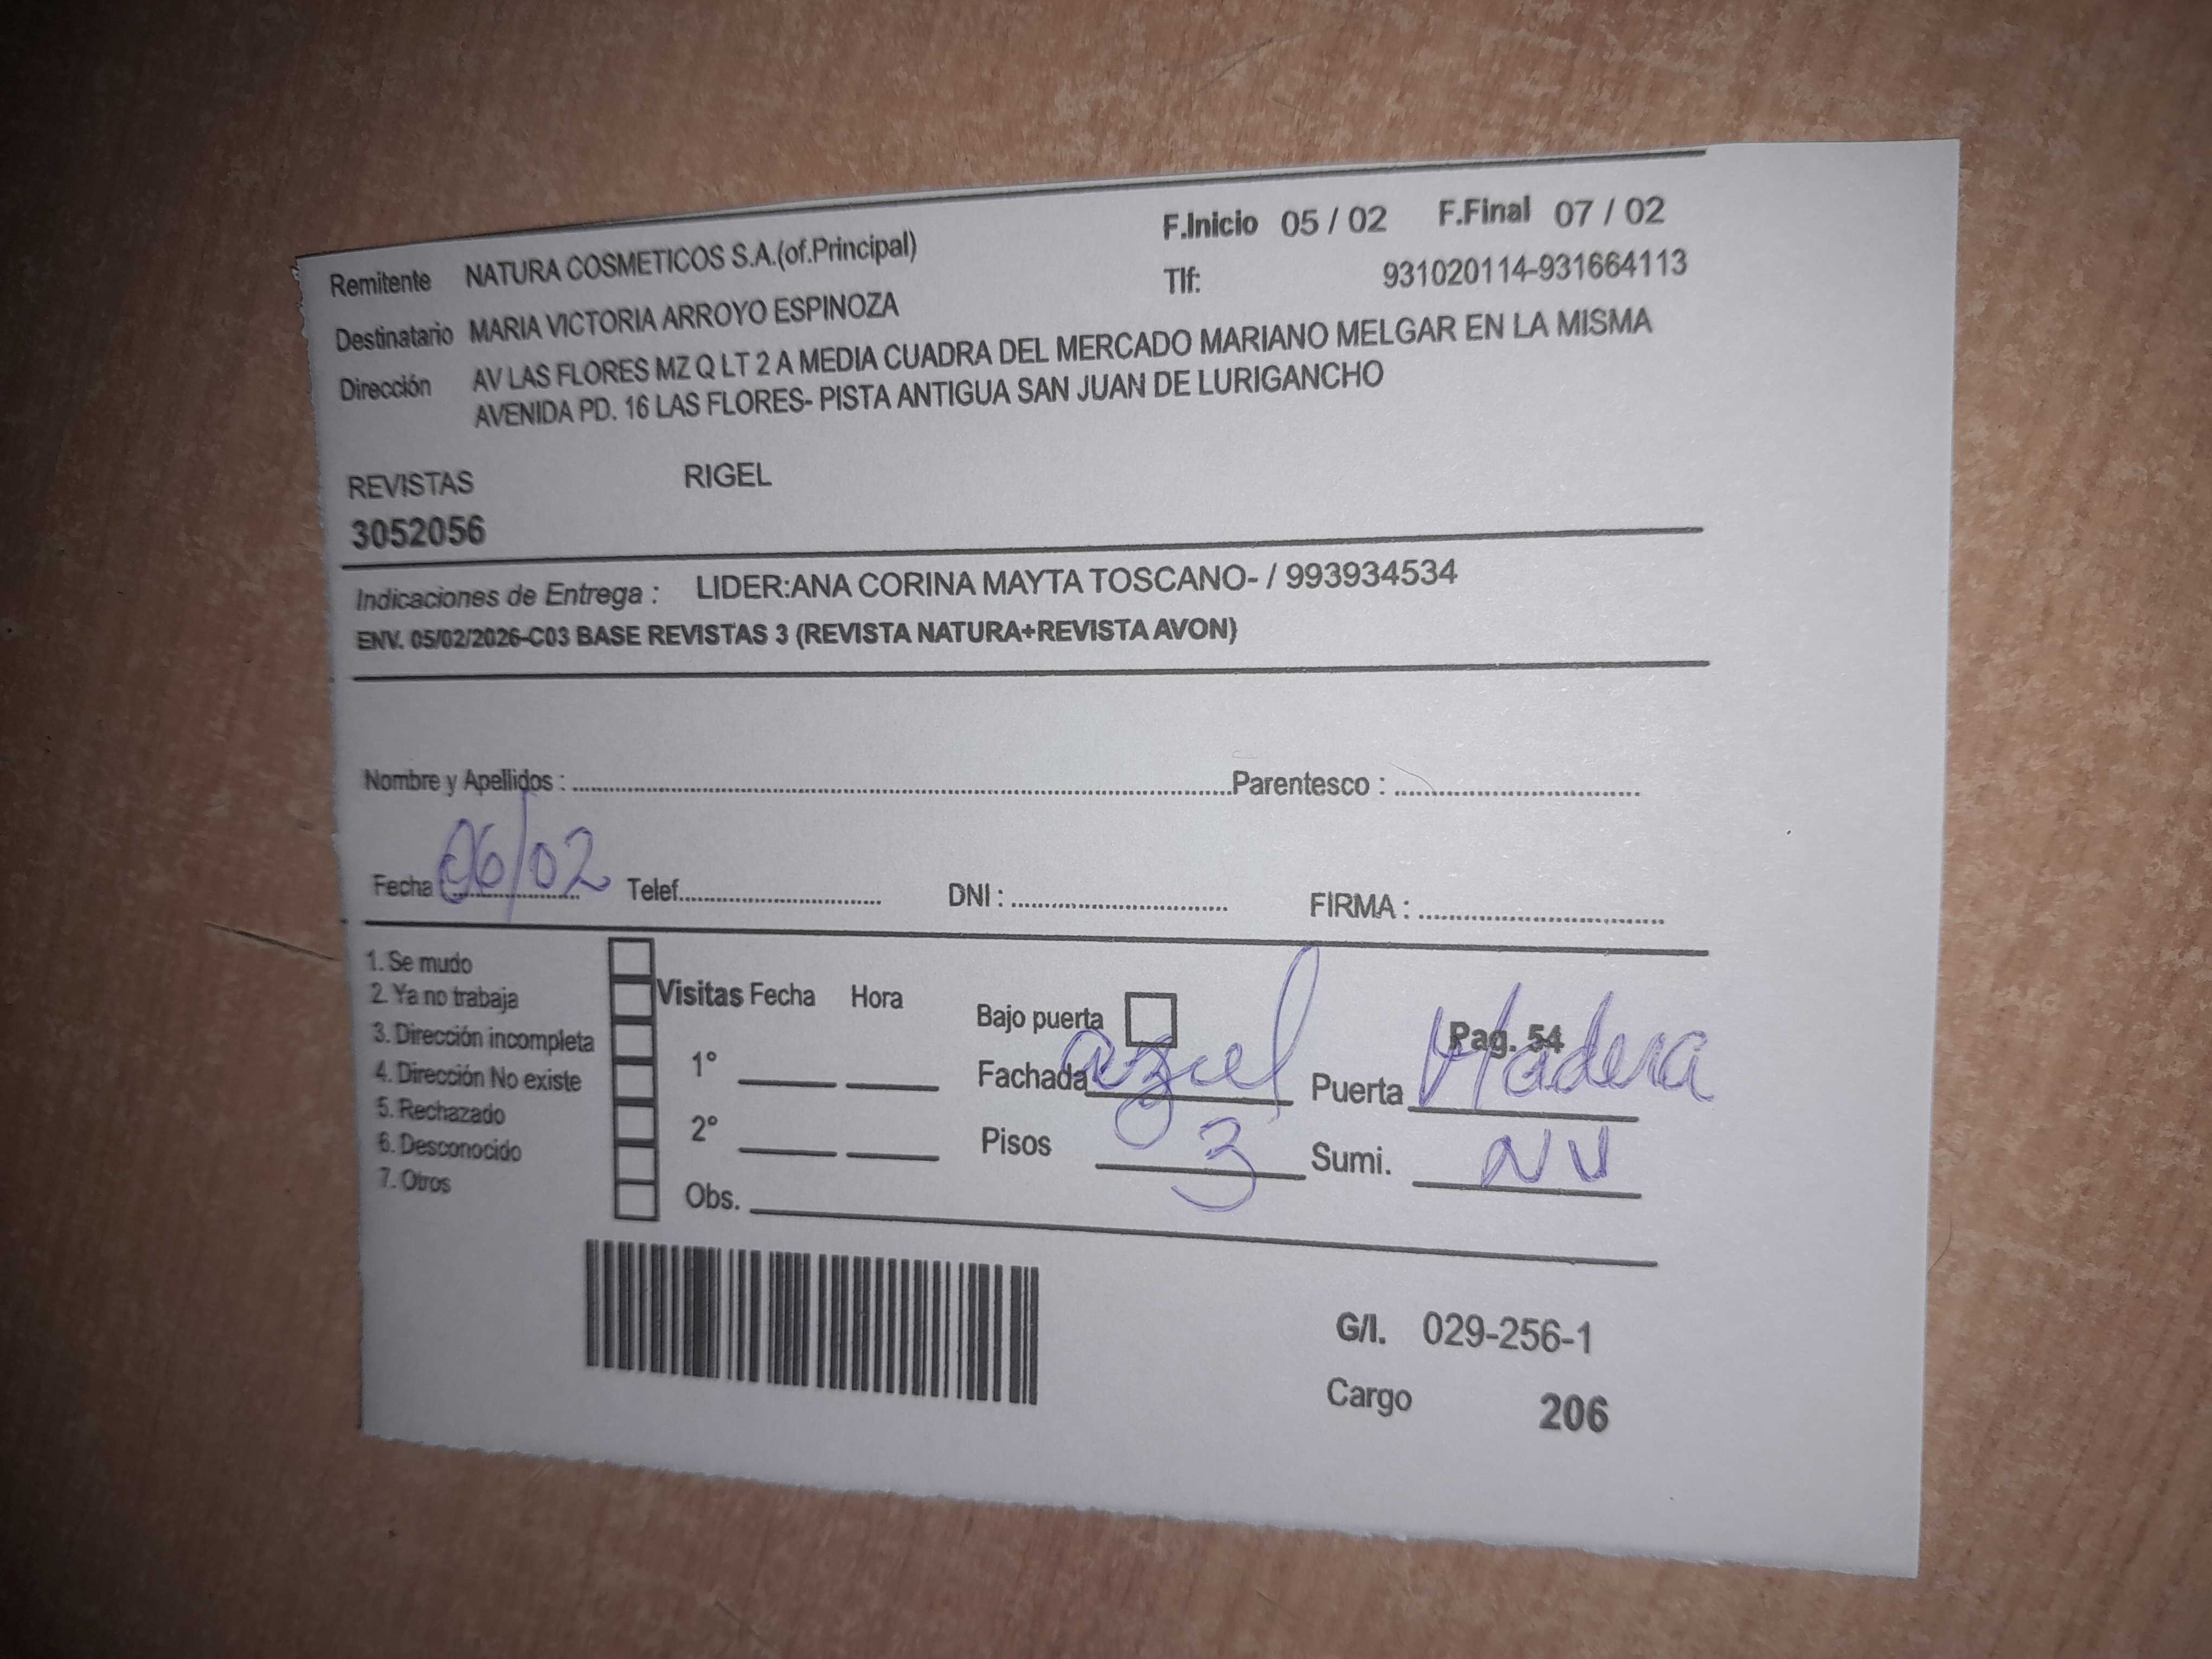 F.Inicio 05 / 02 F.Final 07 / 02
Remitente NATURA COSMETICOS S.A.(of.Principal) Tlf: 931020114-931664113
Destinatario MARIA VICTORIA ARROYO ESPINOZA
Dirección AV LAS FLORES MZ Q LT 2 A MEDIA CUADRA DEL MERCADO MARIANO MELGAR EN LA MISMA
AVENIDA PD. 16 LAS FLORES- PISTA ANTIGUA SAN JUAN DE LURIGANCHO
REVISTAS RIGEL
3052056
Indicaciones de Entrega : LIDER:ANA CORINA MAYTA TOSCANO- / 993934534
ENV. 05/02/2026-C03 BASE REVISTAS 3 (REVISTA NATURA+REVISTA AVON)
Nombre y Apellidos : Parentesco :
Fecha : 06/02 Telef. DNI : FIRMA :
1. Se mudo
2. Ya no trabaja
3. Dirección incompleta
4. Dirección No existe
5. Rechazado
6. Desconocido
7. Otros
Visitas Fecha Hora
1°
2°
Obs.
Bajo puerta Pag. 54
Fachada azul Puerta Madera
Pisos 3 Sumi. NV
G/I. 029-256-1
Cargo 206